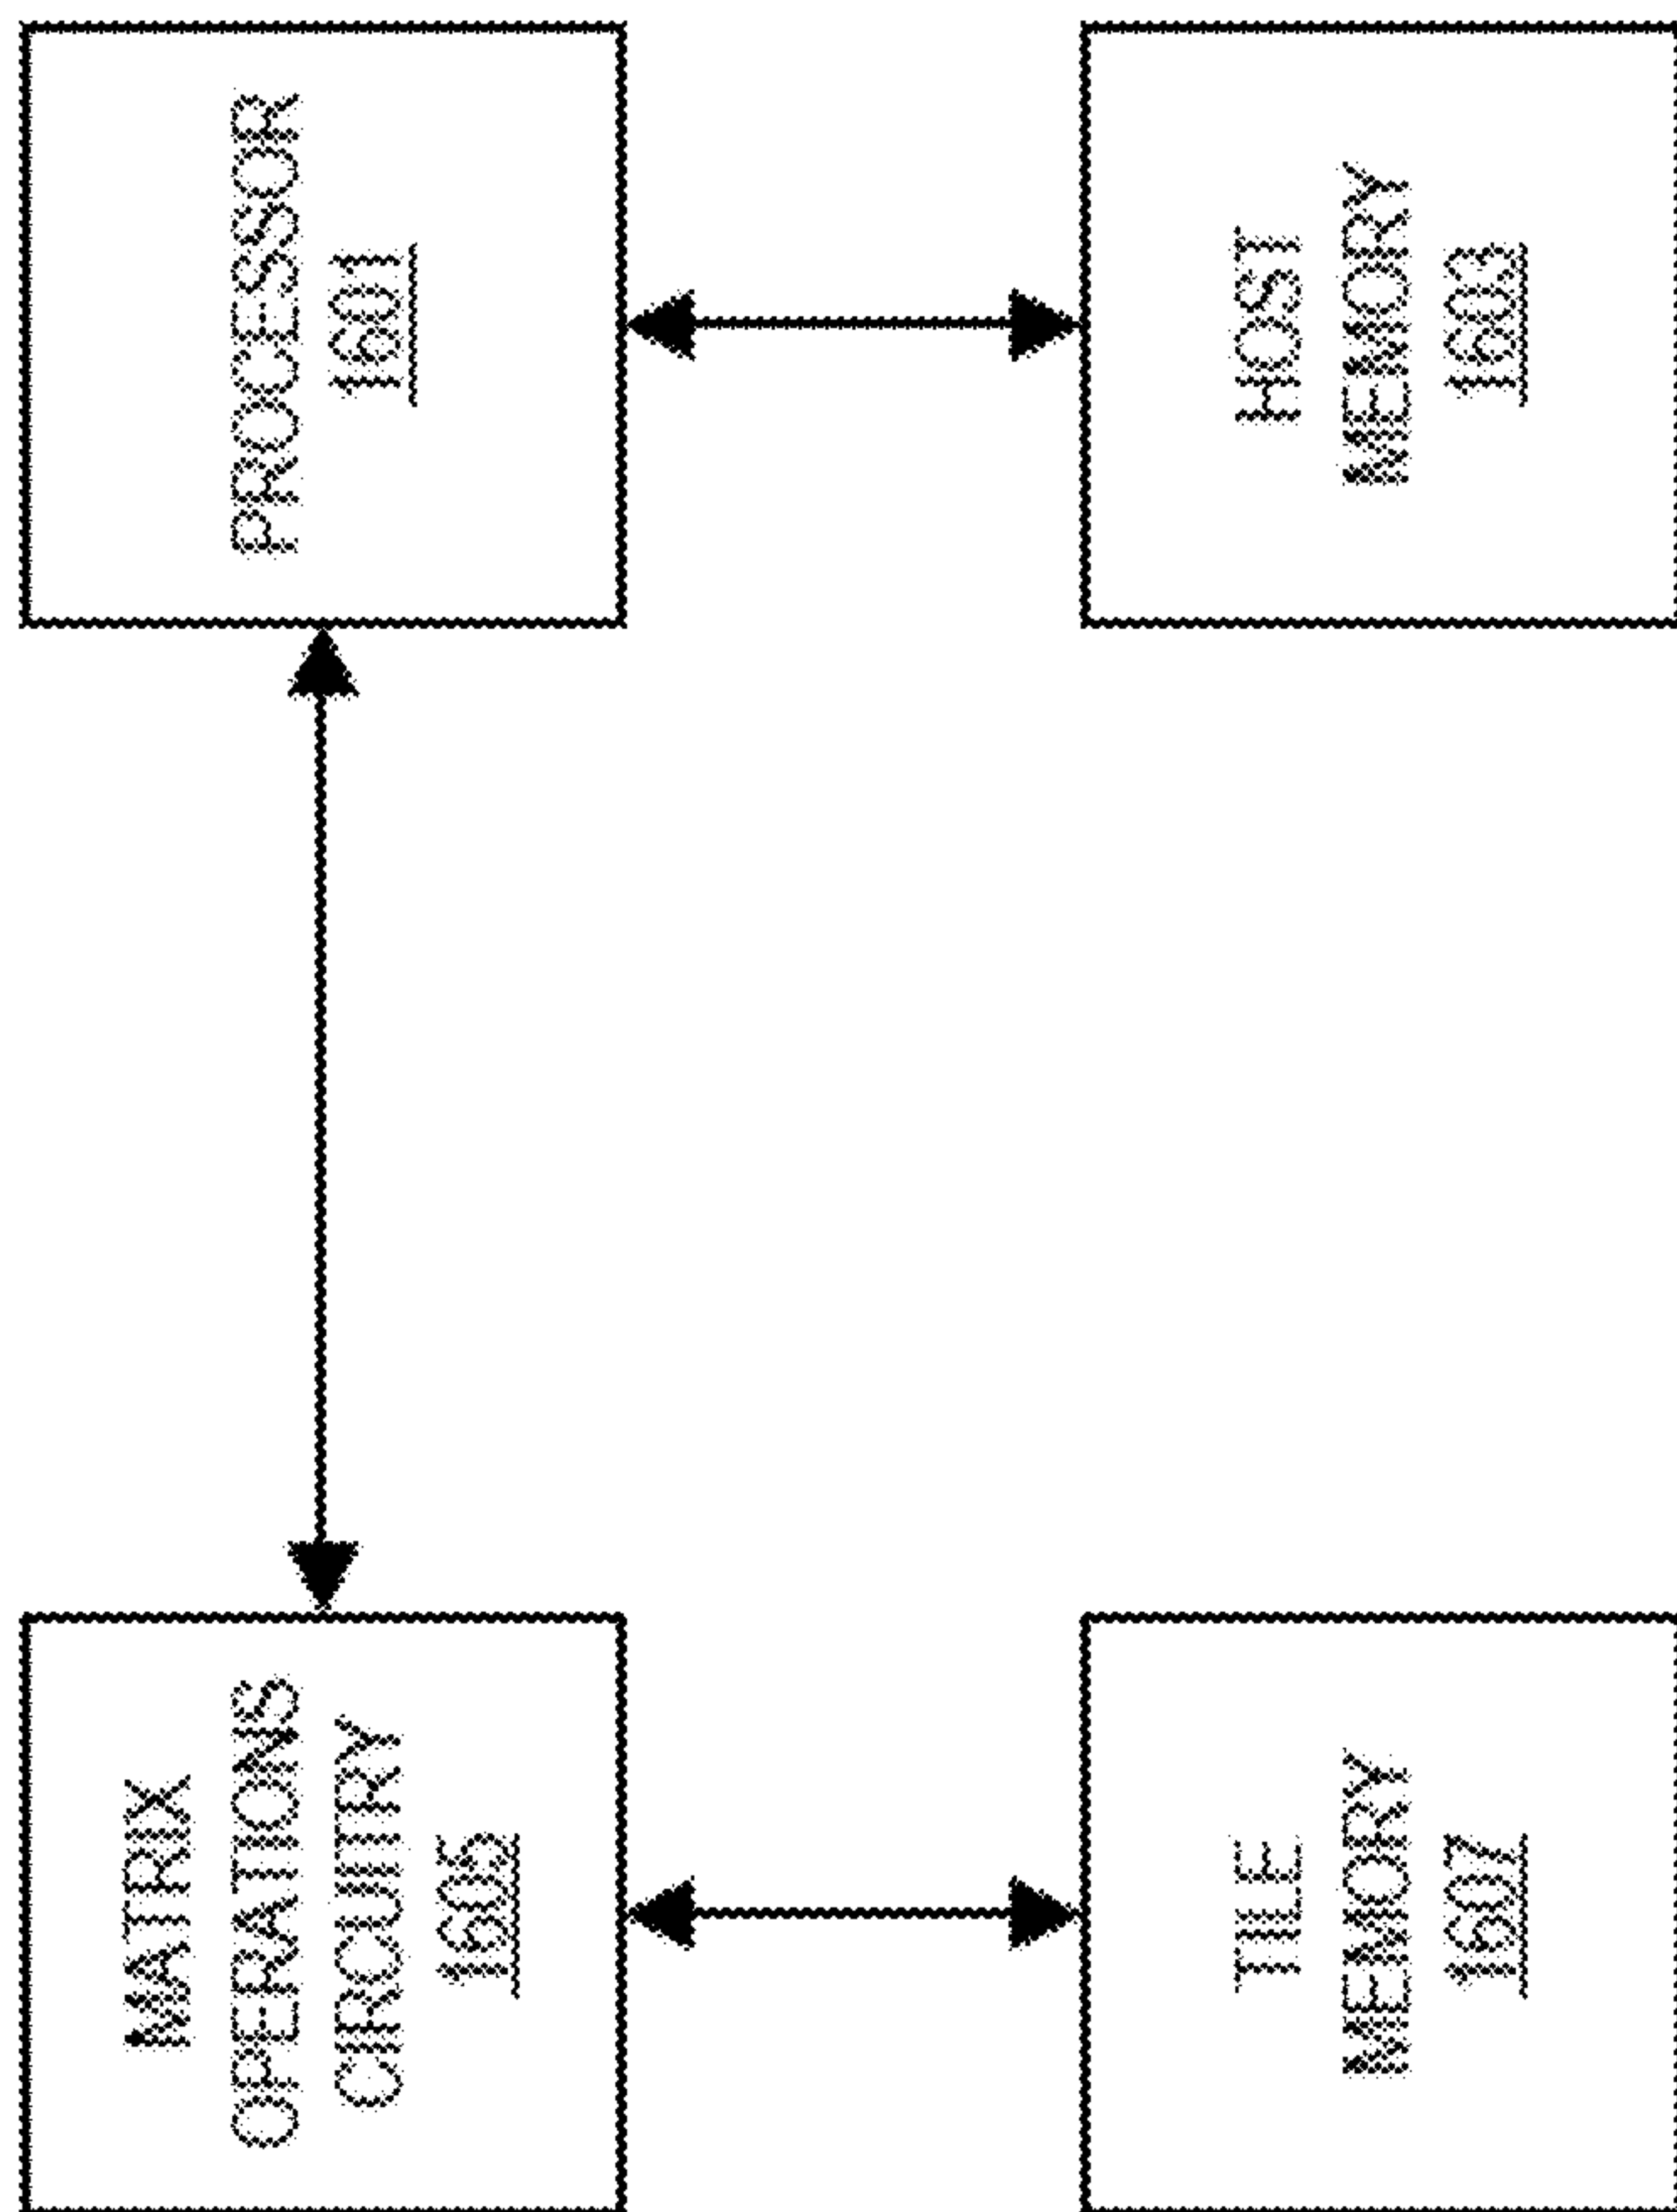 MATRIX
OPERATIONS
CIRCUITRY
1605
PROCESSOR
1601
TILE
MEMORY
1607
HOST
MEMORY
1603